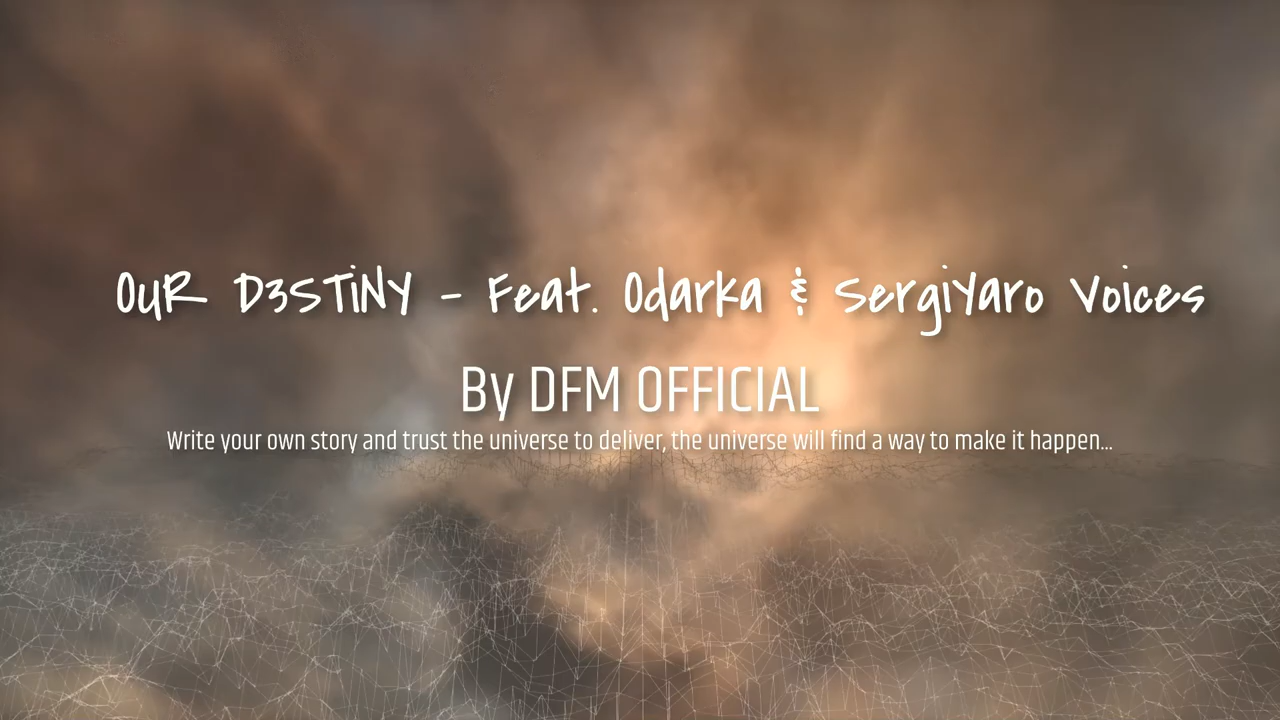 OUR D3STiNY - Feat. Odarka & SergiYaro Voices
By DFM OFFICIAL
Write your own story and trust the universe to deliver, the universe will find a way to make it happen...